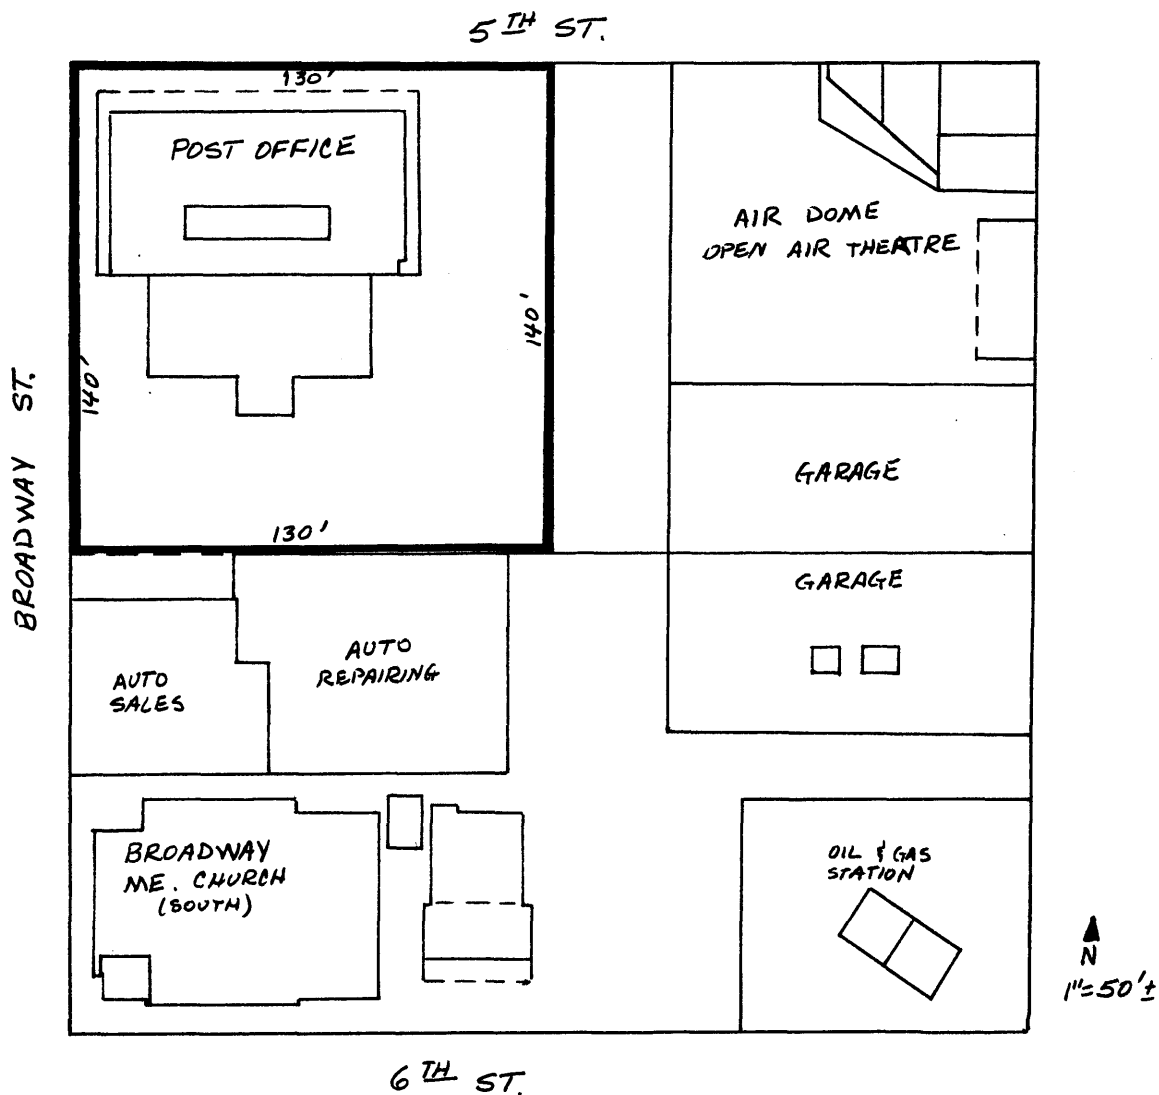 5TH ST.
130'
POST OFFICE
AIR DOME
OPEN AIR THEATRE
140'
140'
BROADWAY ST.
GARAGE
130'
GARAGE
AUTO
REPAIRING
AUTO
SALES
BROADWAY
ME. CHURCH
(SOUTH)
OIL & GAS
STATION
N
1"=50'±
6TH ST.